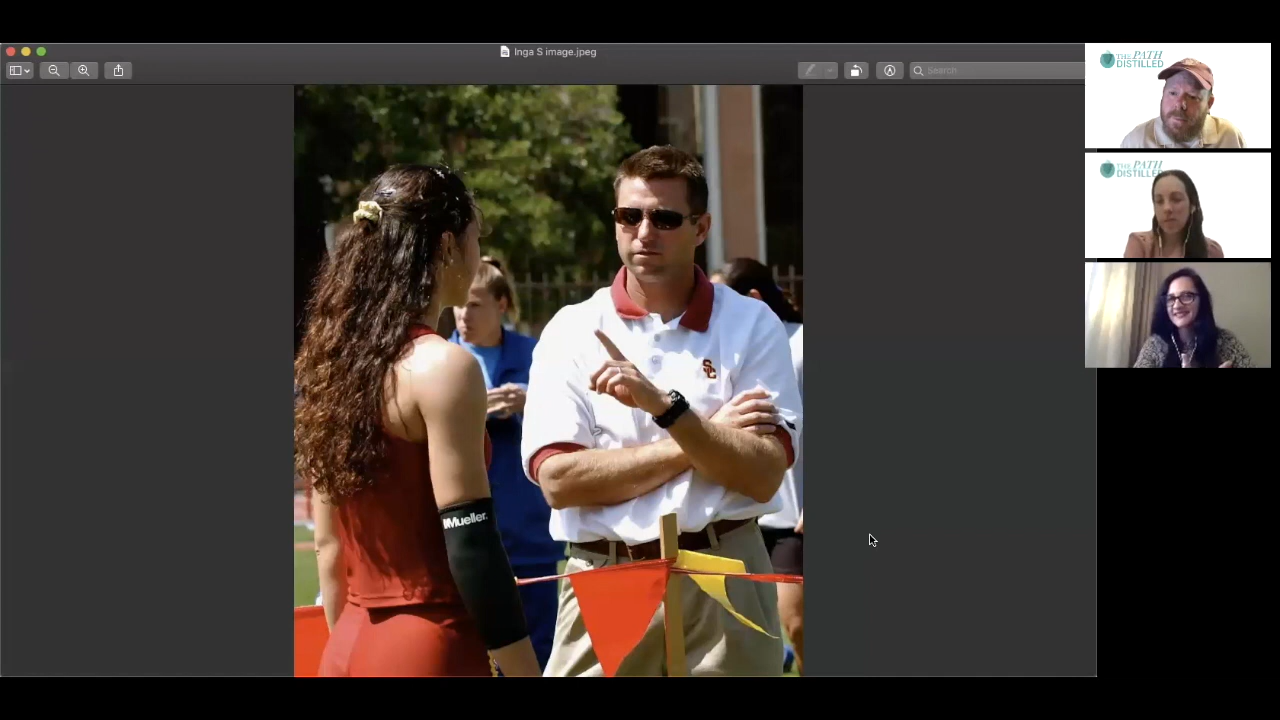 Inga S image.jpeg
Search
THE PATH
DISTILLED
THE PATH
DISTILLED
SC
Mueller.